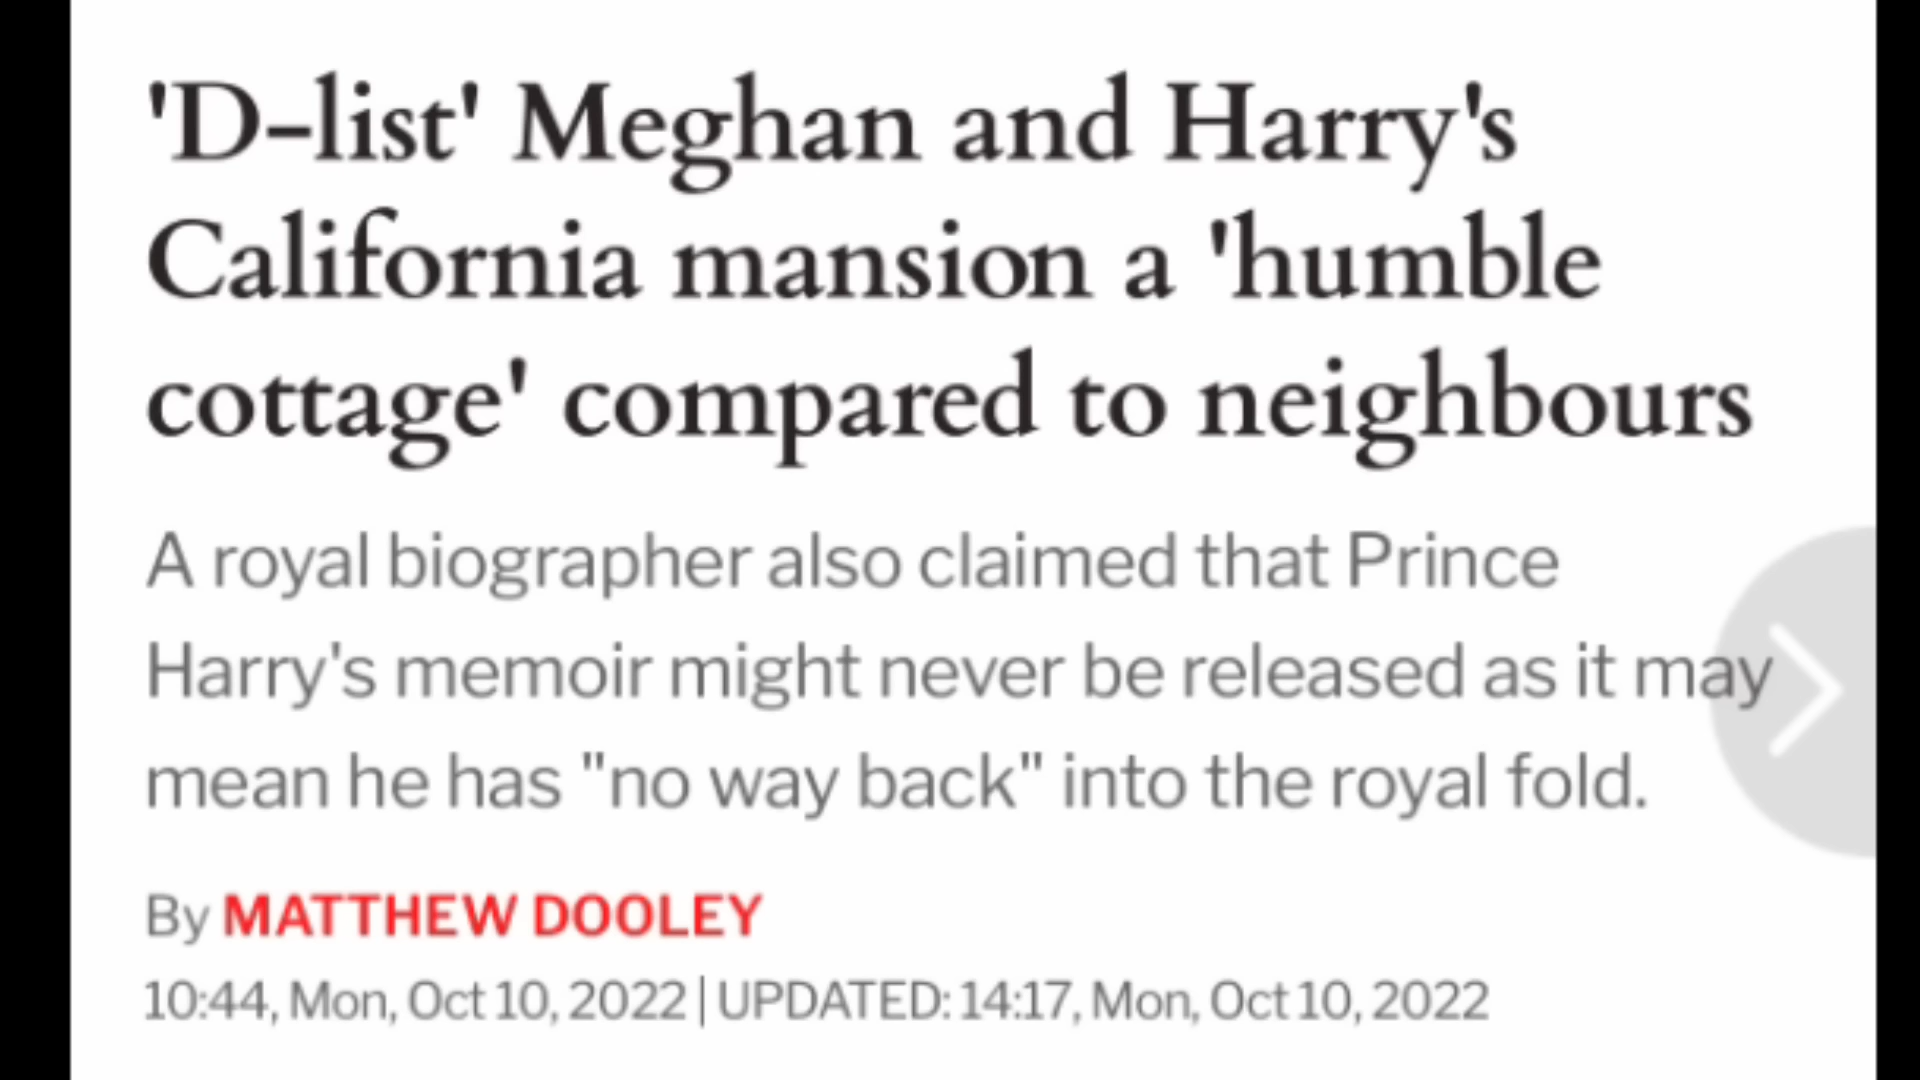 'D-list' Meghan and Harry's
California mansion a 'humble
cottage' compared to neighbours
A royal biographer also claimed that Prince
Harry's memoir might never be released as it may
mean he has "no way back" into the royal fold.
By MATTHEW DOOLEY
10:44, Mon, Oct 10, 2022 | UPDATED: 14:17, Mon, Oct 10, 2022